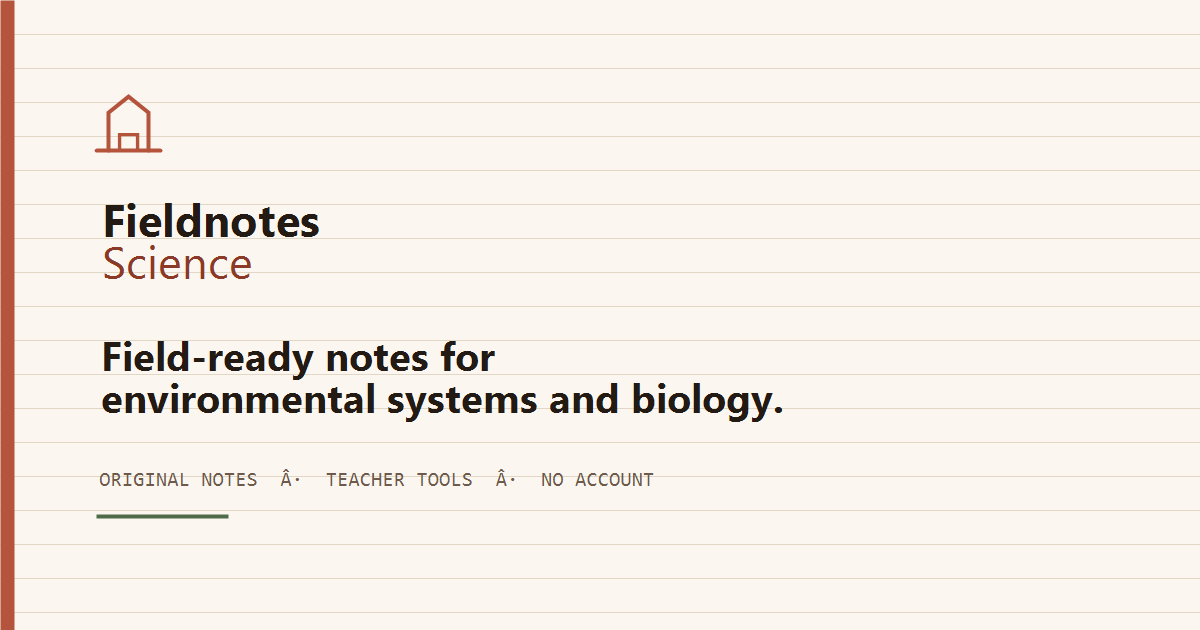 Fieldnotes
Science
Field-ready notes for
environmental systems and biology.
ORIGINAL NOTES Â· TEACHER TOOLS Â· NO ACCOUNT